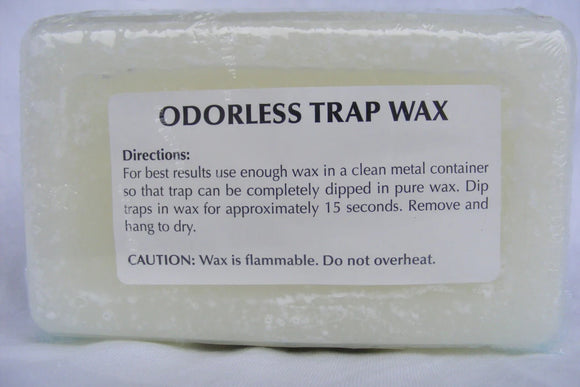 ODORLESS TRAP WAX
Directions:
For best results use enough wax in a clean metal container
so that trap can be completely dipped in pure wax. Dip
traps in wax for approximately 15 seconds. Remove and
hang to dry.
CAUTION: Wax is flammable. Do not overheat.